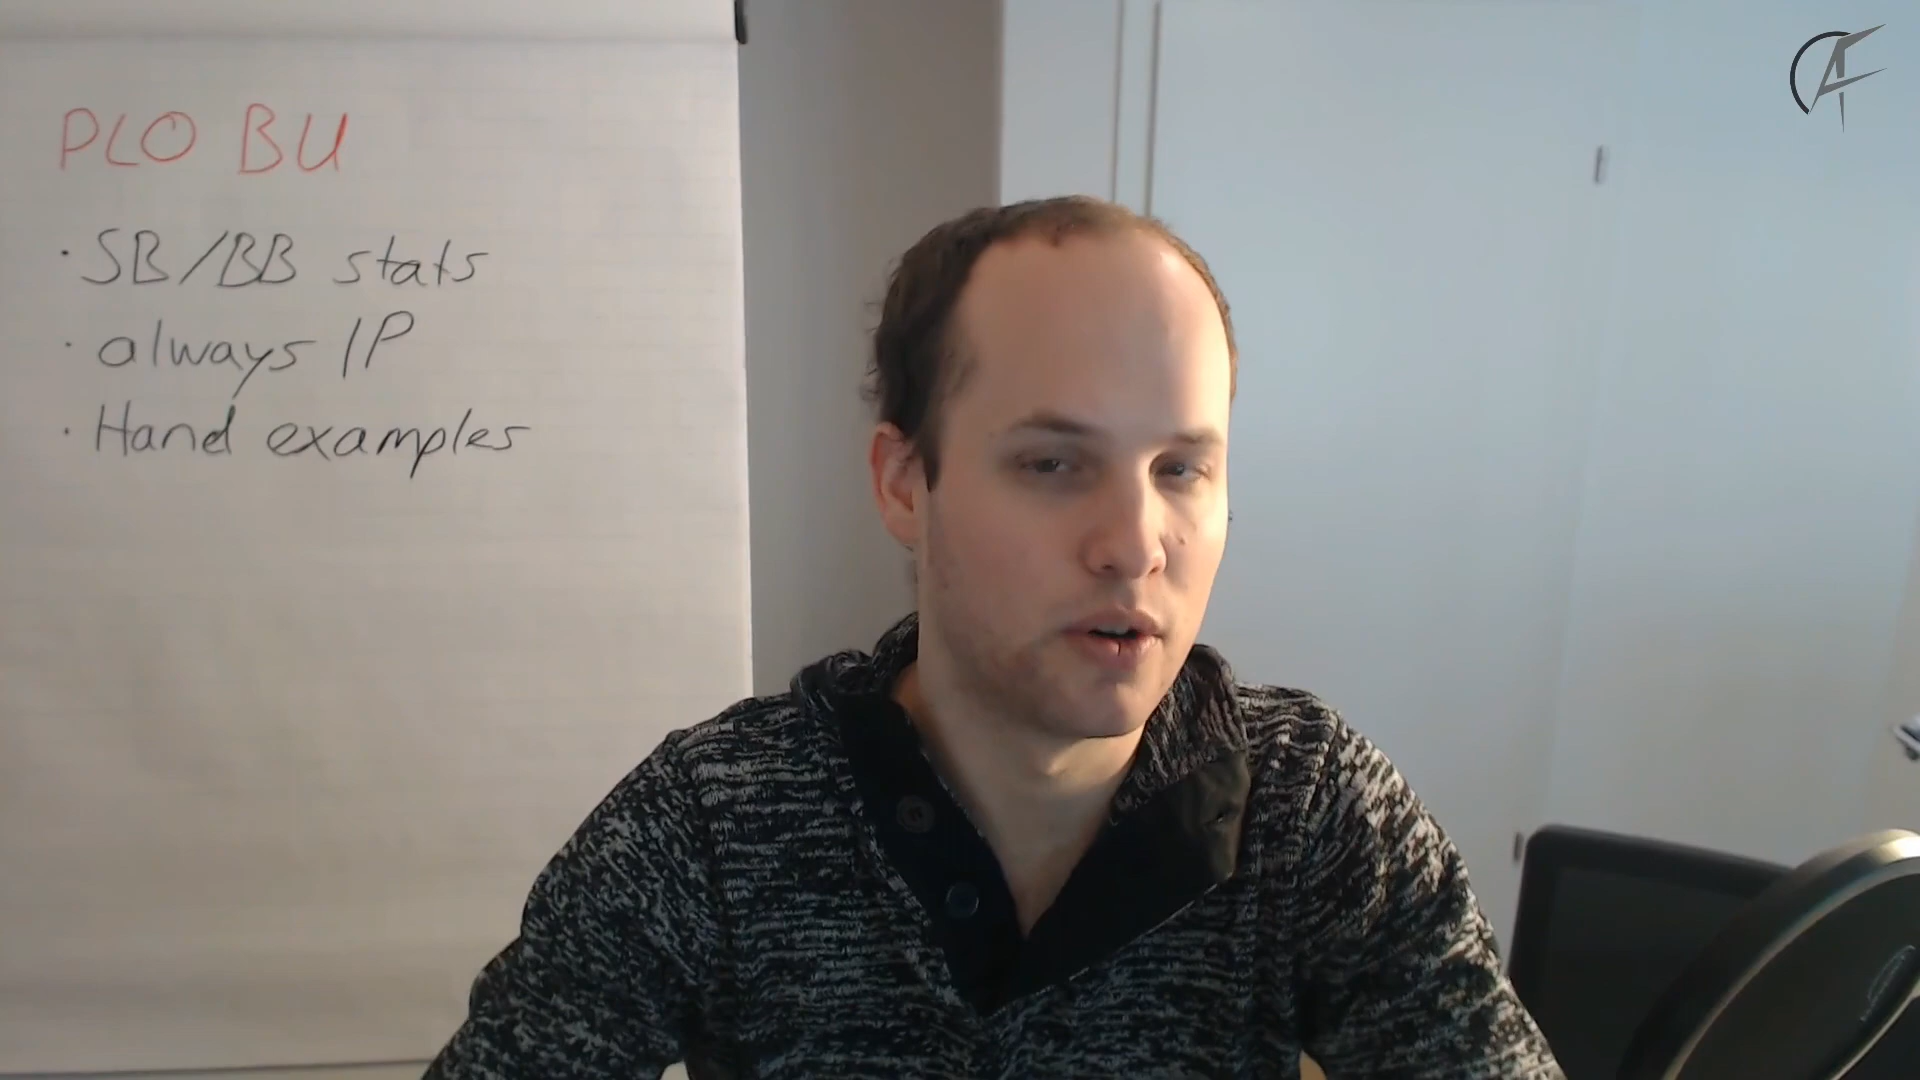 PLO BU
· SB/BB stats
· always IP
· Hand examples